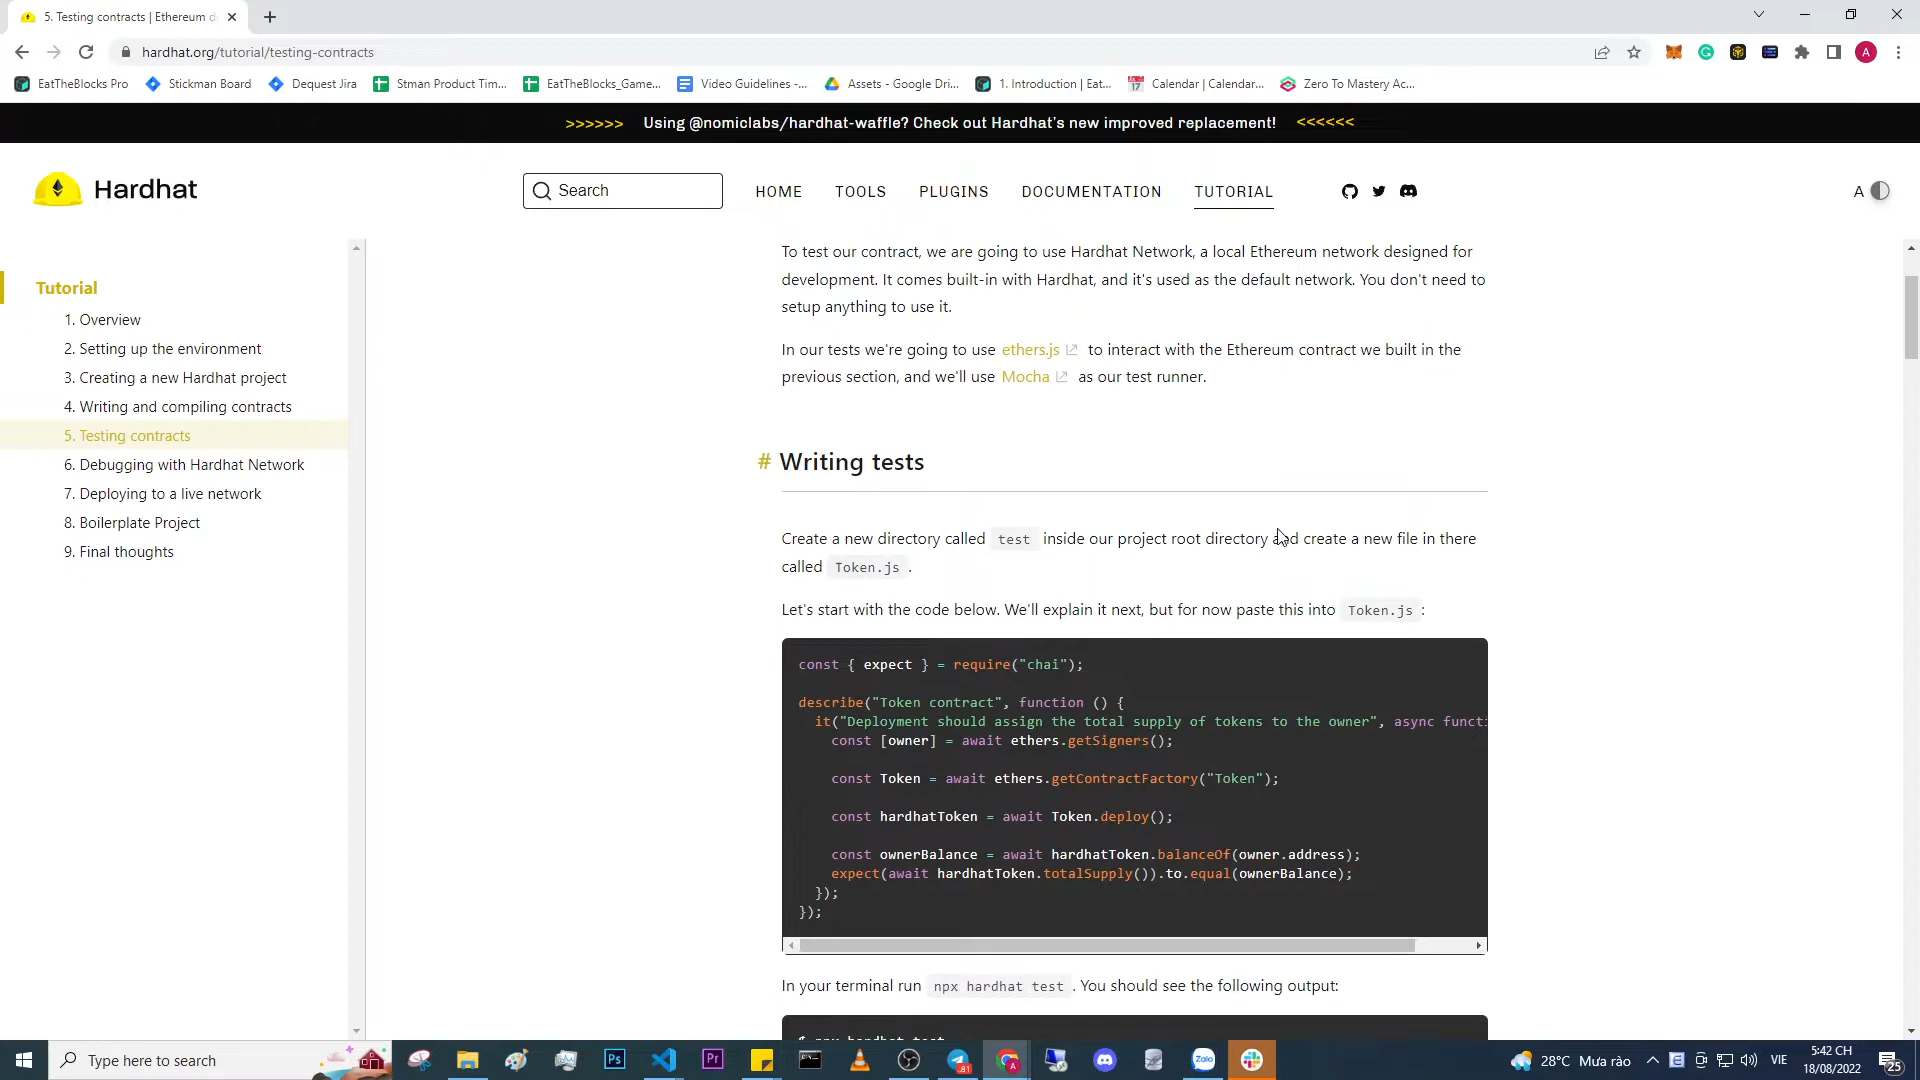 5. Testing contracts | Ethereum d
hardhat.org/tutorial/testing-contracts
A
EatTheBlocks Pro
Stickman Board
Dequest Jira
Stman Product Tim...
EatTheBlocks_Game...
Video Guidelines -...
Assets - Google Dri...
1. Introduction | Eat...
Calendar | Calendar...
Zero To Mastery Ac...
>>>>>> Using @nomiclabs/hardhat-waffle? Check out Hardhat's new improved replacement! <<<<<<
Hardhat
Search
HOME
TOOLS
PLUGINS
DOCUMENTATION
TUTORIAL
A
Tutorial
1. Overview
2. Setting up the environment
3. Creating a new Hardhat project
4. Writing and compiling contracts
5. Testing contracts
6. Debugging with Hardhat Network
7. Deploying to a live network
8. Boilerplate Project
9. Final thoughts
To test our contract, we are going to use Hardhat Network, a local Ethereum network designed for
development. It comes built-in with Hardhat, and it's used as the default network. You don't need to
setup anything to use it.
In our tests we're going to use ethers.js to interact with the Ethereum contract we built in the
previous section, and we'll use Mocha as our test runner.
# Writing tests
Create a new directory called test inside our project root directory and create a new file in there
called Token.js .
Let's start with the code below. We'll explain it next, but for now paste this into Token.js :
const { expect } = require("chai");
describe("Token contract", function () {
it("Deployment should assign the total supply of tokens to the owner", async functi
const [owner] = await ethers.getSigners();
const Token = await ethers.getContractFactory("Token");
const hardhatToken = await Token.deploy();
const ownerBalance = await hardhatToken.balanceOf(owner.address);
expect(await hardhatToken.totalSupply()).to.equal(ownerBalance);
});
});
In your terminal run npx hardhat test . You should see the following output:
$ npx hardhat test
Type here to search
Ps
Pr
81
A
Zalo
28°C Mưa rào
E
VIE
5:42 CH
18/08/2022
25